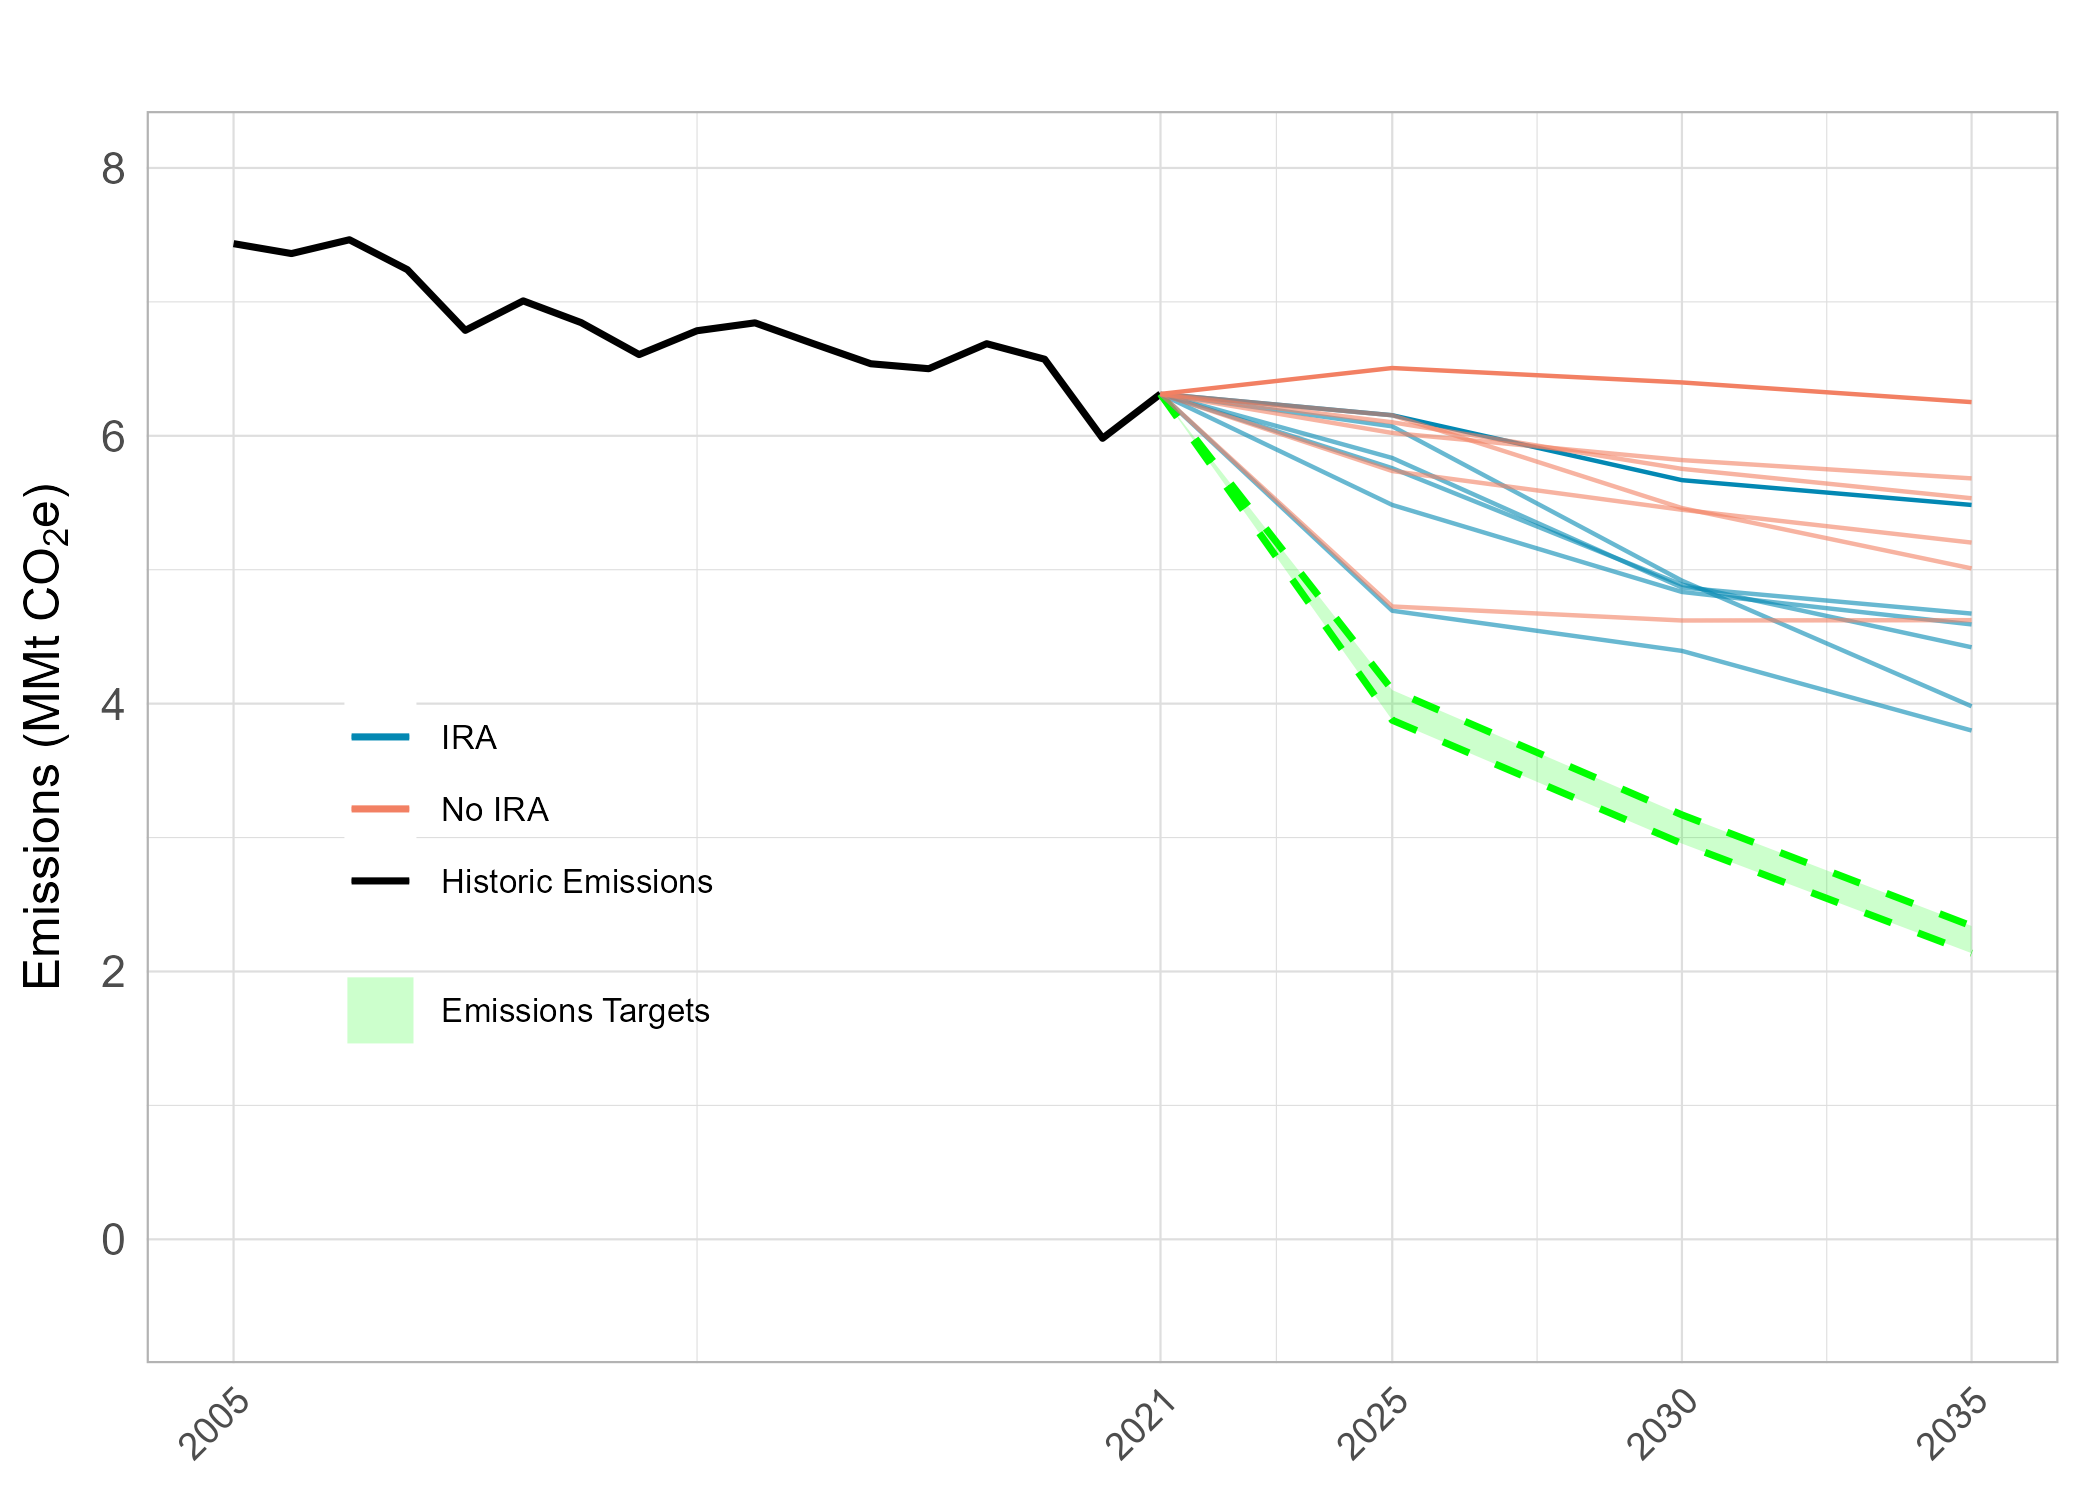 8
6
4
2
0
Emissions (MMt CO₂e)
IRA
No IRA
Historic Emissions
Emissions Targets
2005
2021
2025
2030
2035